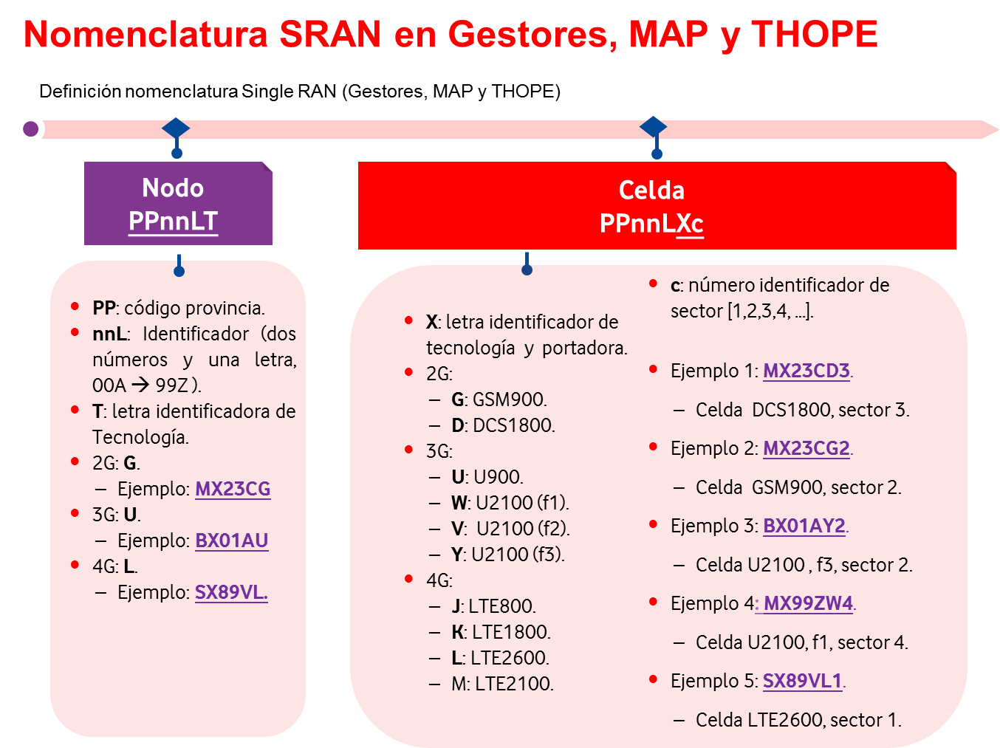 Nomenclatura SRAN en Gestores, MAP y THOPE
Definición nomenclatura Single RAN (Gestores, MAP y THOPE)
Nodo
PPnnLT
• PP: código provincia.
• nnL: Identificador (dos
números y una letra,
00A → 99Z ).
• T: letra identificadora de
Tecnología.
• 2G: G.
– Ejemplo: MX23CG
• 3G: U.
– Ejemplo: BX01AU
• 4G: L.
– Ejemplo: SX89VL.
Celda
PPnnLXc
• X: letra identificador de
tecnología y portadora.
• 2G:
– G: GSM900.
– D: DCS1800.
• 3G:
– U: U900.
– W: U2100 (f1).
– V: U2100 (f2).
– Y: U2100 (f3).
• 4G:
– J: LTE800.
– K: LTE1800.
– L: LTE2600.
– M: LTE2100.
• c: número identificador de
sector [1,2,3,4, ...].
• Ejemplo 1: MX23CD3.
– Celda DCS1800, sector 3.
• Ejemplo 2: MX23CG2.
– Celda GSM900, sector 2.
• Ejemplo 3: BX01AY2.
– Celda U2100 , f3, sector 2.
• Ejemplo 4: MX99ZW4.
– Celda U2100, f1, sector 4.
• Ejemplo 5: SX89VL1.
– Celda LTE2600, sector 1.